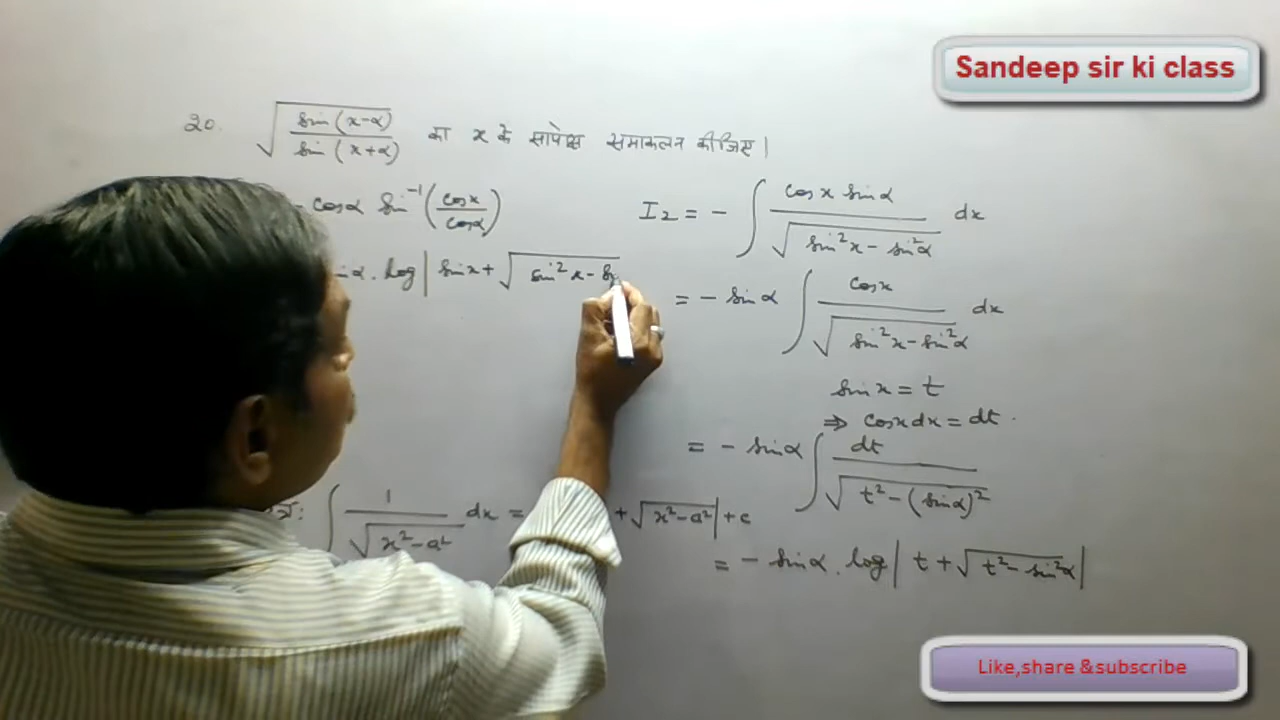 Sandeep sir ki class
20. √(sin(x-α)/sin(x+α)) का x के सापेक्ष समाकलन कीजिए।
- cosα sin⁻¹(cosx/cosα)
. log| sinx + √(sin²x - 
I₂ = - ∫ cosx sinα/√(sin²x - sin²α) dx
= - sinα ∫ cosx/√(sin²x - sin²α) dx
sinx = t
⇒ cosxdx = dt
= - sinα ∫ dt/√(t² - (sinα)²)
= - sinα. log| t + √(t² - sin²α)|
∫ 1/√(x² - a²) dx = + √(x² - a²)| + c
Like,share &subscribe